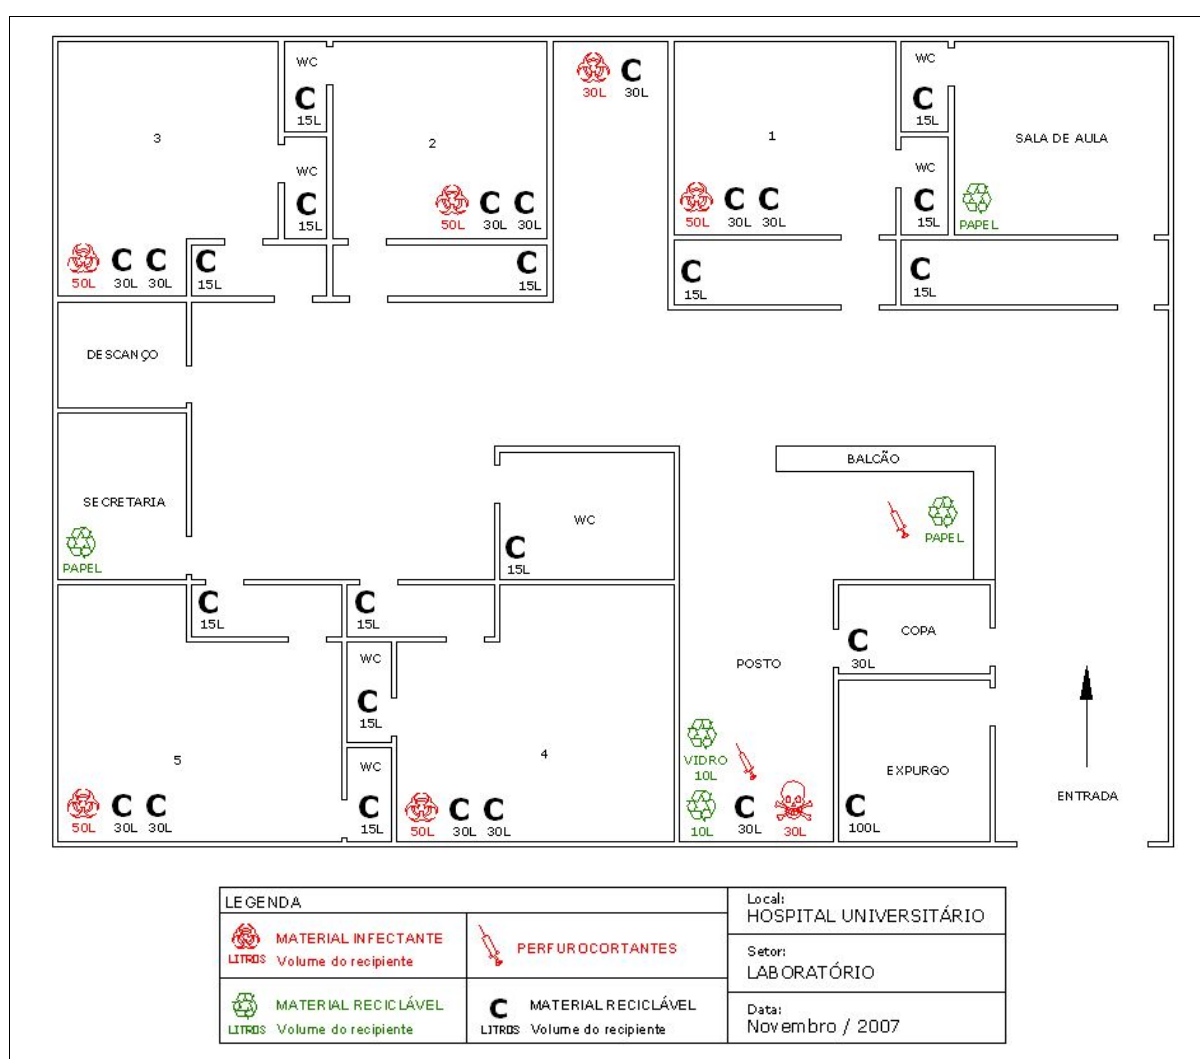 WC
C
15L
WC
C
15L
3
50L
C
30L
C
30L
C
15L
2
50L
C
30L
C
30L
C
15L
30L
C
30L
1
50L
C
30L
C
30L
C
15L
WC
C
15L
WC
C
15L
SALA DE AULA
PAPEL
C
15L
DESCANÇO
SECRETARIA
PAPEL
WC
C
15L
BALCÃO
PAPEL
C
15L
C
15L
COPA
C
30L
POSTO
WC
C
15L
WC
C
15L
5
50L
C
30L
C
30L
4
50L
C
30L
C
30L
VIDRO
10L
10L
C
30L
30L
EXPURGO
C
100L
ENTRADA
LEGENDA
MATERIAL INFECTANTE
LITROS Volume do recipiente
PERFUROCORTANTES
MATERIAL RECICLÁVEL
LITROS Volume do recipiente
C MATERIAL RECICLÁVEL
LITROS Volume do recipiente
Local:
HOSPITAL UNIVERSITÁRIO
Setor:
LABORATÓRIO
Data:
Novembro / 2007